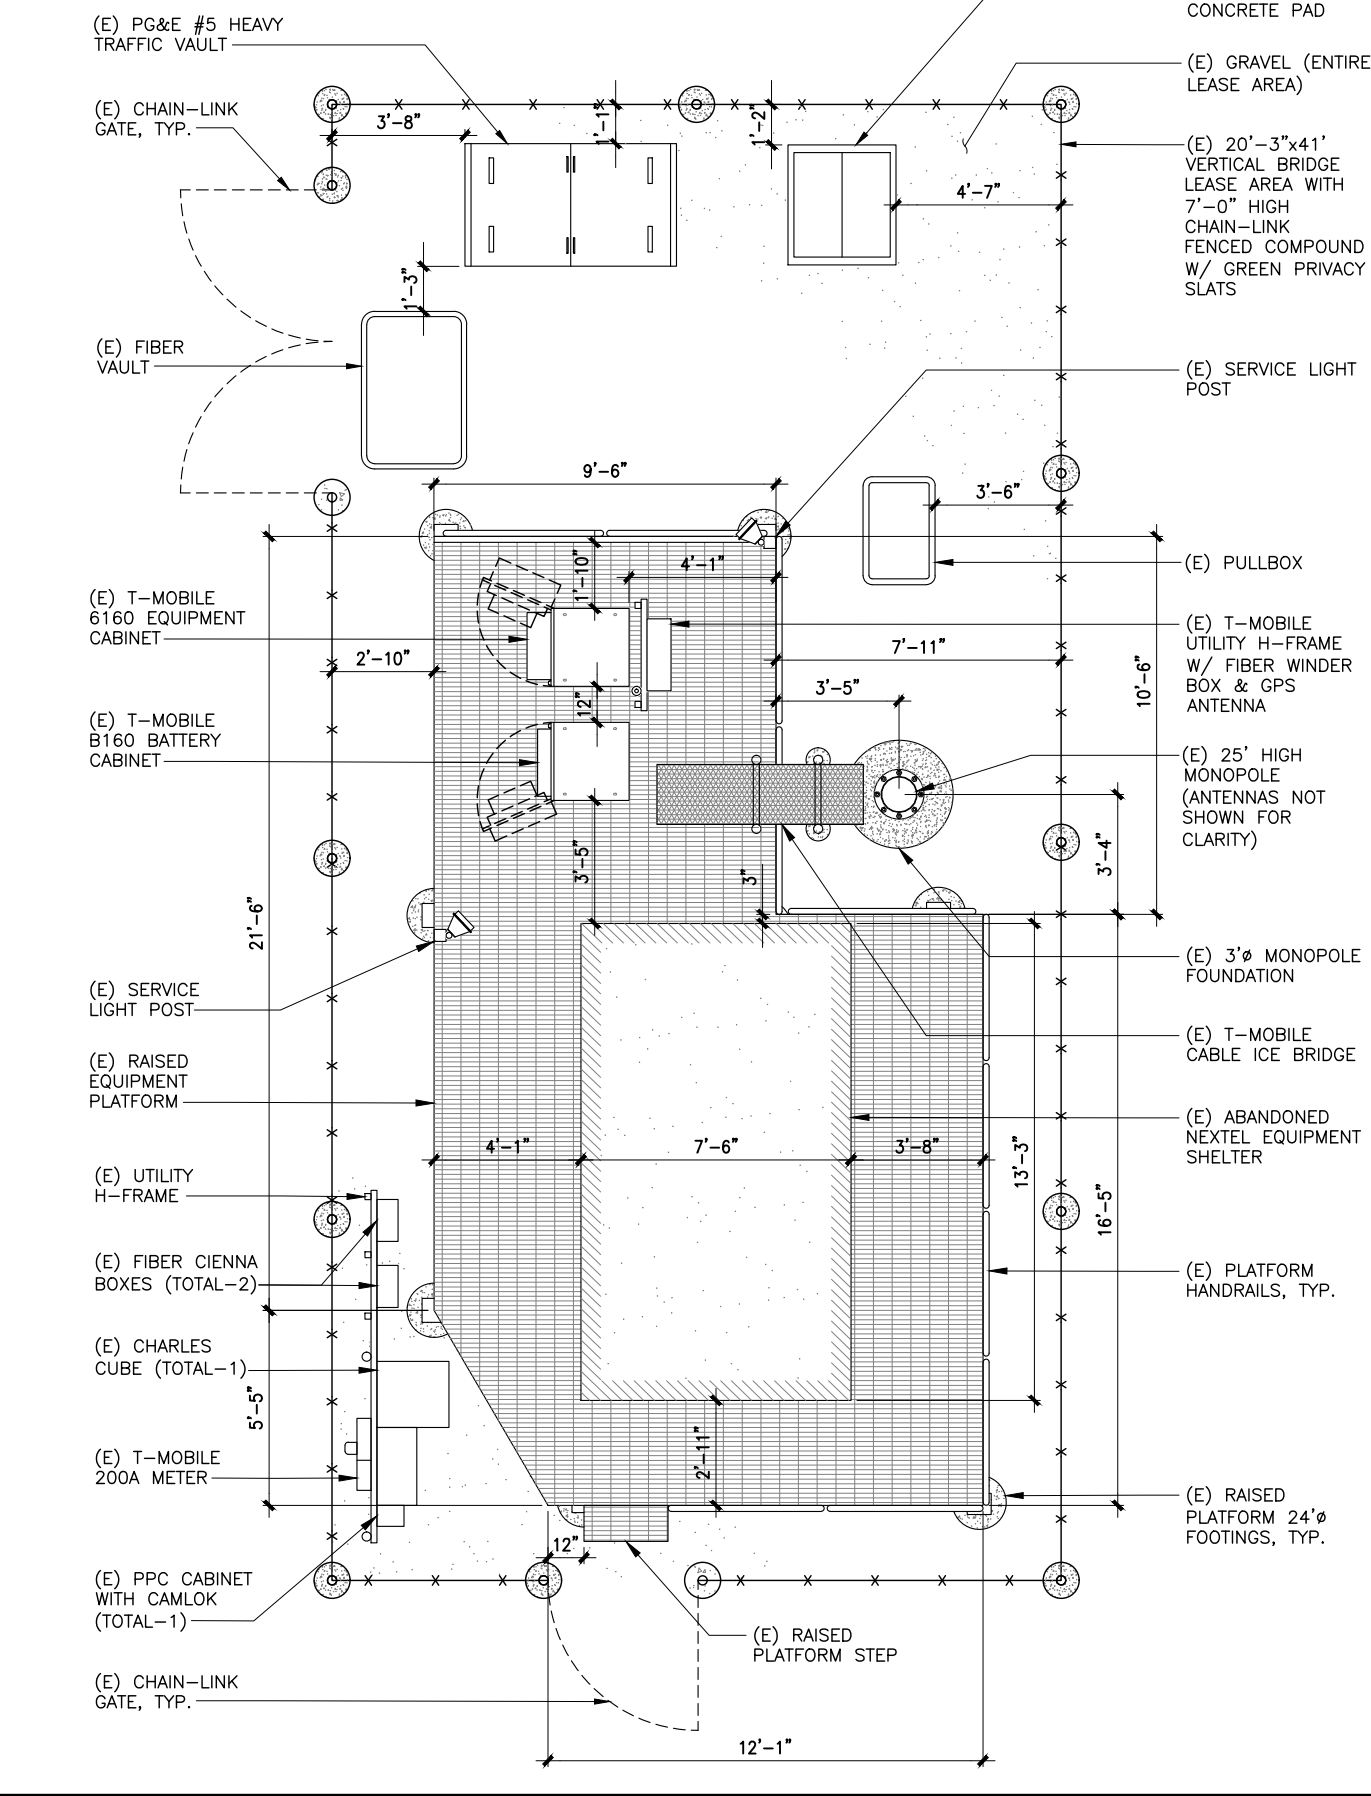 (E) PG&E #5 HEAVY
TRAFFIC VAULT
CONCRETE PAD
(E) GRAVEL (ENTIRE
LEASE AREA)
(E) CHAIN-LINK
GATE, TYP.
3'-8"
1'-1"
1'-2"
(E) 20'-3"x41'
VERTICAL BRIDGE
LEASE AREA WITH
7'-0" HIGH
CHAIN-LINK
FENCED COMPOUND
W/ GREEN PRIVACY
SLATS
4'-7"
1'-3"
(E) FIBER
VAULT
(E) SERVICE LIGHT
POST
9'-6"
3'-6"
(E) PULLBOX
1'-10"
4'-1"
(E) T-MOBILE
6160 EQUIPMENT
CABINET
(E) T-MOBILE
UTILITY H-FRAME
W/ FIBER WINDER
BOX & GPS
ANTENNA
2'-10"
7'-11"
3'-5"
10'-6"
12"
(E) T-MOBILE
B160 BATTERY
CABINET
(E) 25' HIGH
MONOPOLE
(ANTENNAS NOT
SHOWN FOR
CLARITY)
3'-5"
3"
3'-4"
21'-6"
(E) SERVICE
LIGHT POST
(E) 3'ø MONOPOLE
FOUNDATION
(E) T-MOBILE
CABLE ICE BRIDGE
(E) RAISED
EQUIPMENT
PLATFORM
(E) ABANDONED
NEXTEL EQUIPMENT
SHELTER
4'-1"
7'-6"
3'-8"
13'-3"
16'-5"
(E) UTILITY
H-FRAME
(E) FIBER CIENNA
BOXES (TOTAL-2)
(E) PLATFORM
HANDRAILS, TYP.
(E) CHARLES
CUBE (TOTAL-1)
5'-5"
2'-11"
(E) T-MOBILE
200A METER
(E) RAISED
PLATFORM 24'ø
FOOTINGS, TYP.
12"
(E) PPC CABINET
WITH CAMLOK
(TOTAL-1)
(E) RAISED
PLATFORM STEP
(E) CHAIN-LINK
GATE, TYP.
12'-1"